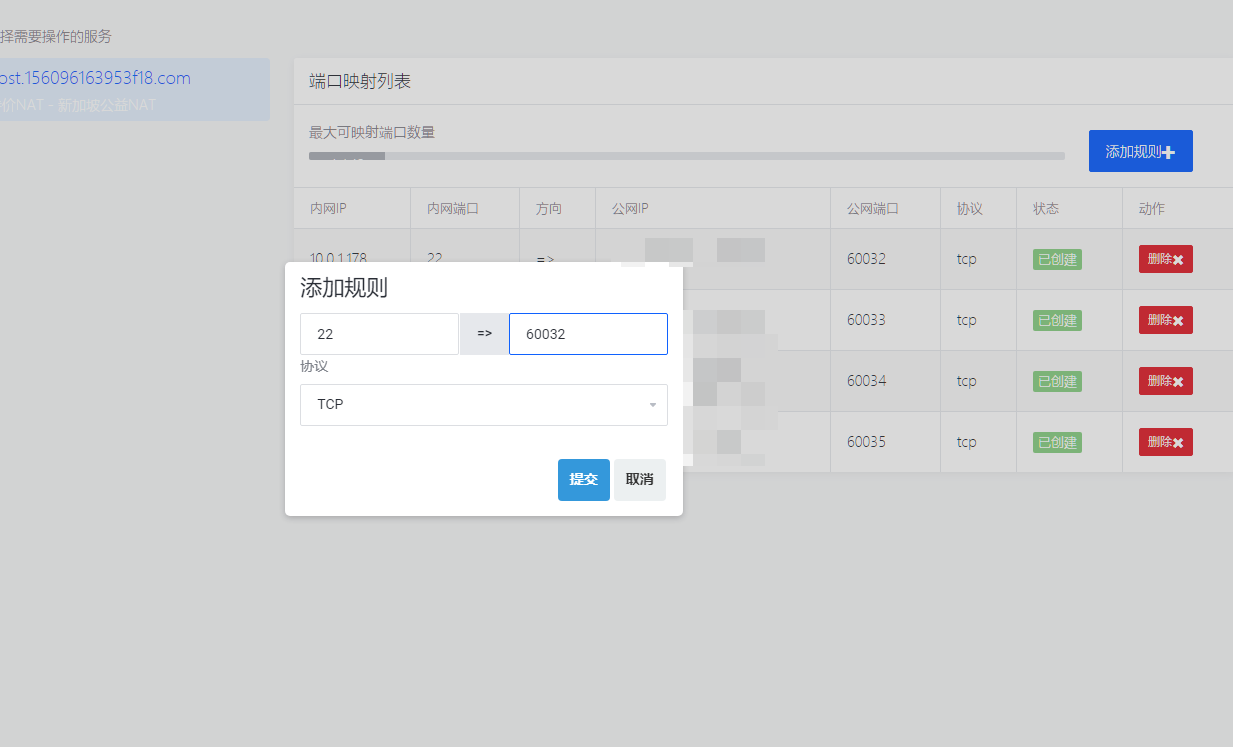 择需要操作的服务
ost.156096163953f18.com
价NAT - 新加坡公益NAT
端口映射列表
最大可映射端口数量
添加规则
内网IP 内网端口 方向 公网IP 公网端口 协议 状态 动作
10.0.1.178 22 => 60032 tcp 已创建 删除
60033 tcp 已创建 删除
60034 tcp 已创建 删除
60035 tcp 已创建 删除
添加规则
22 => 60032
协议
TCP
提交 取消